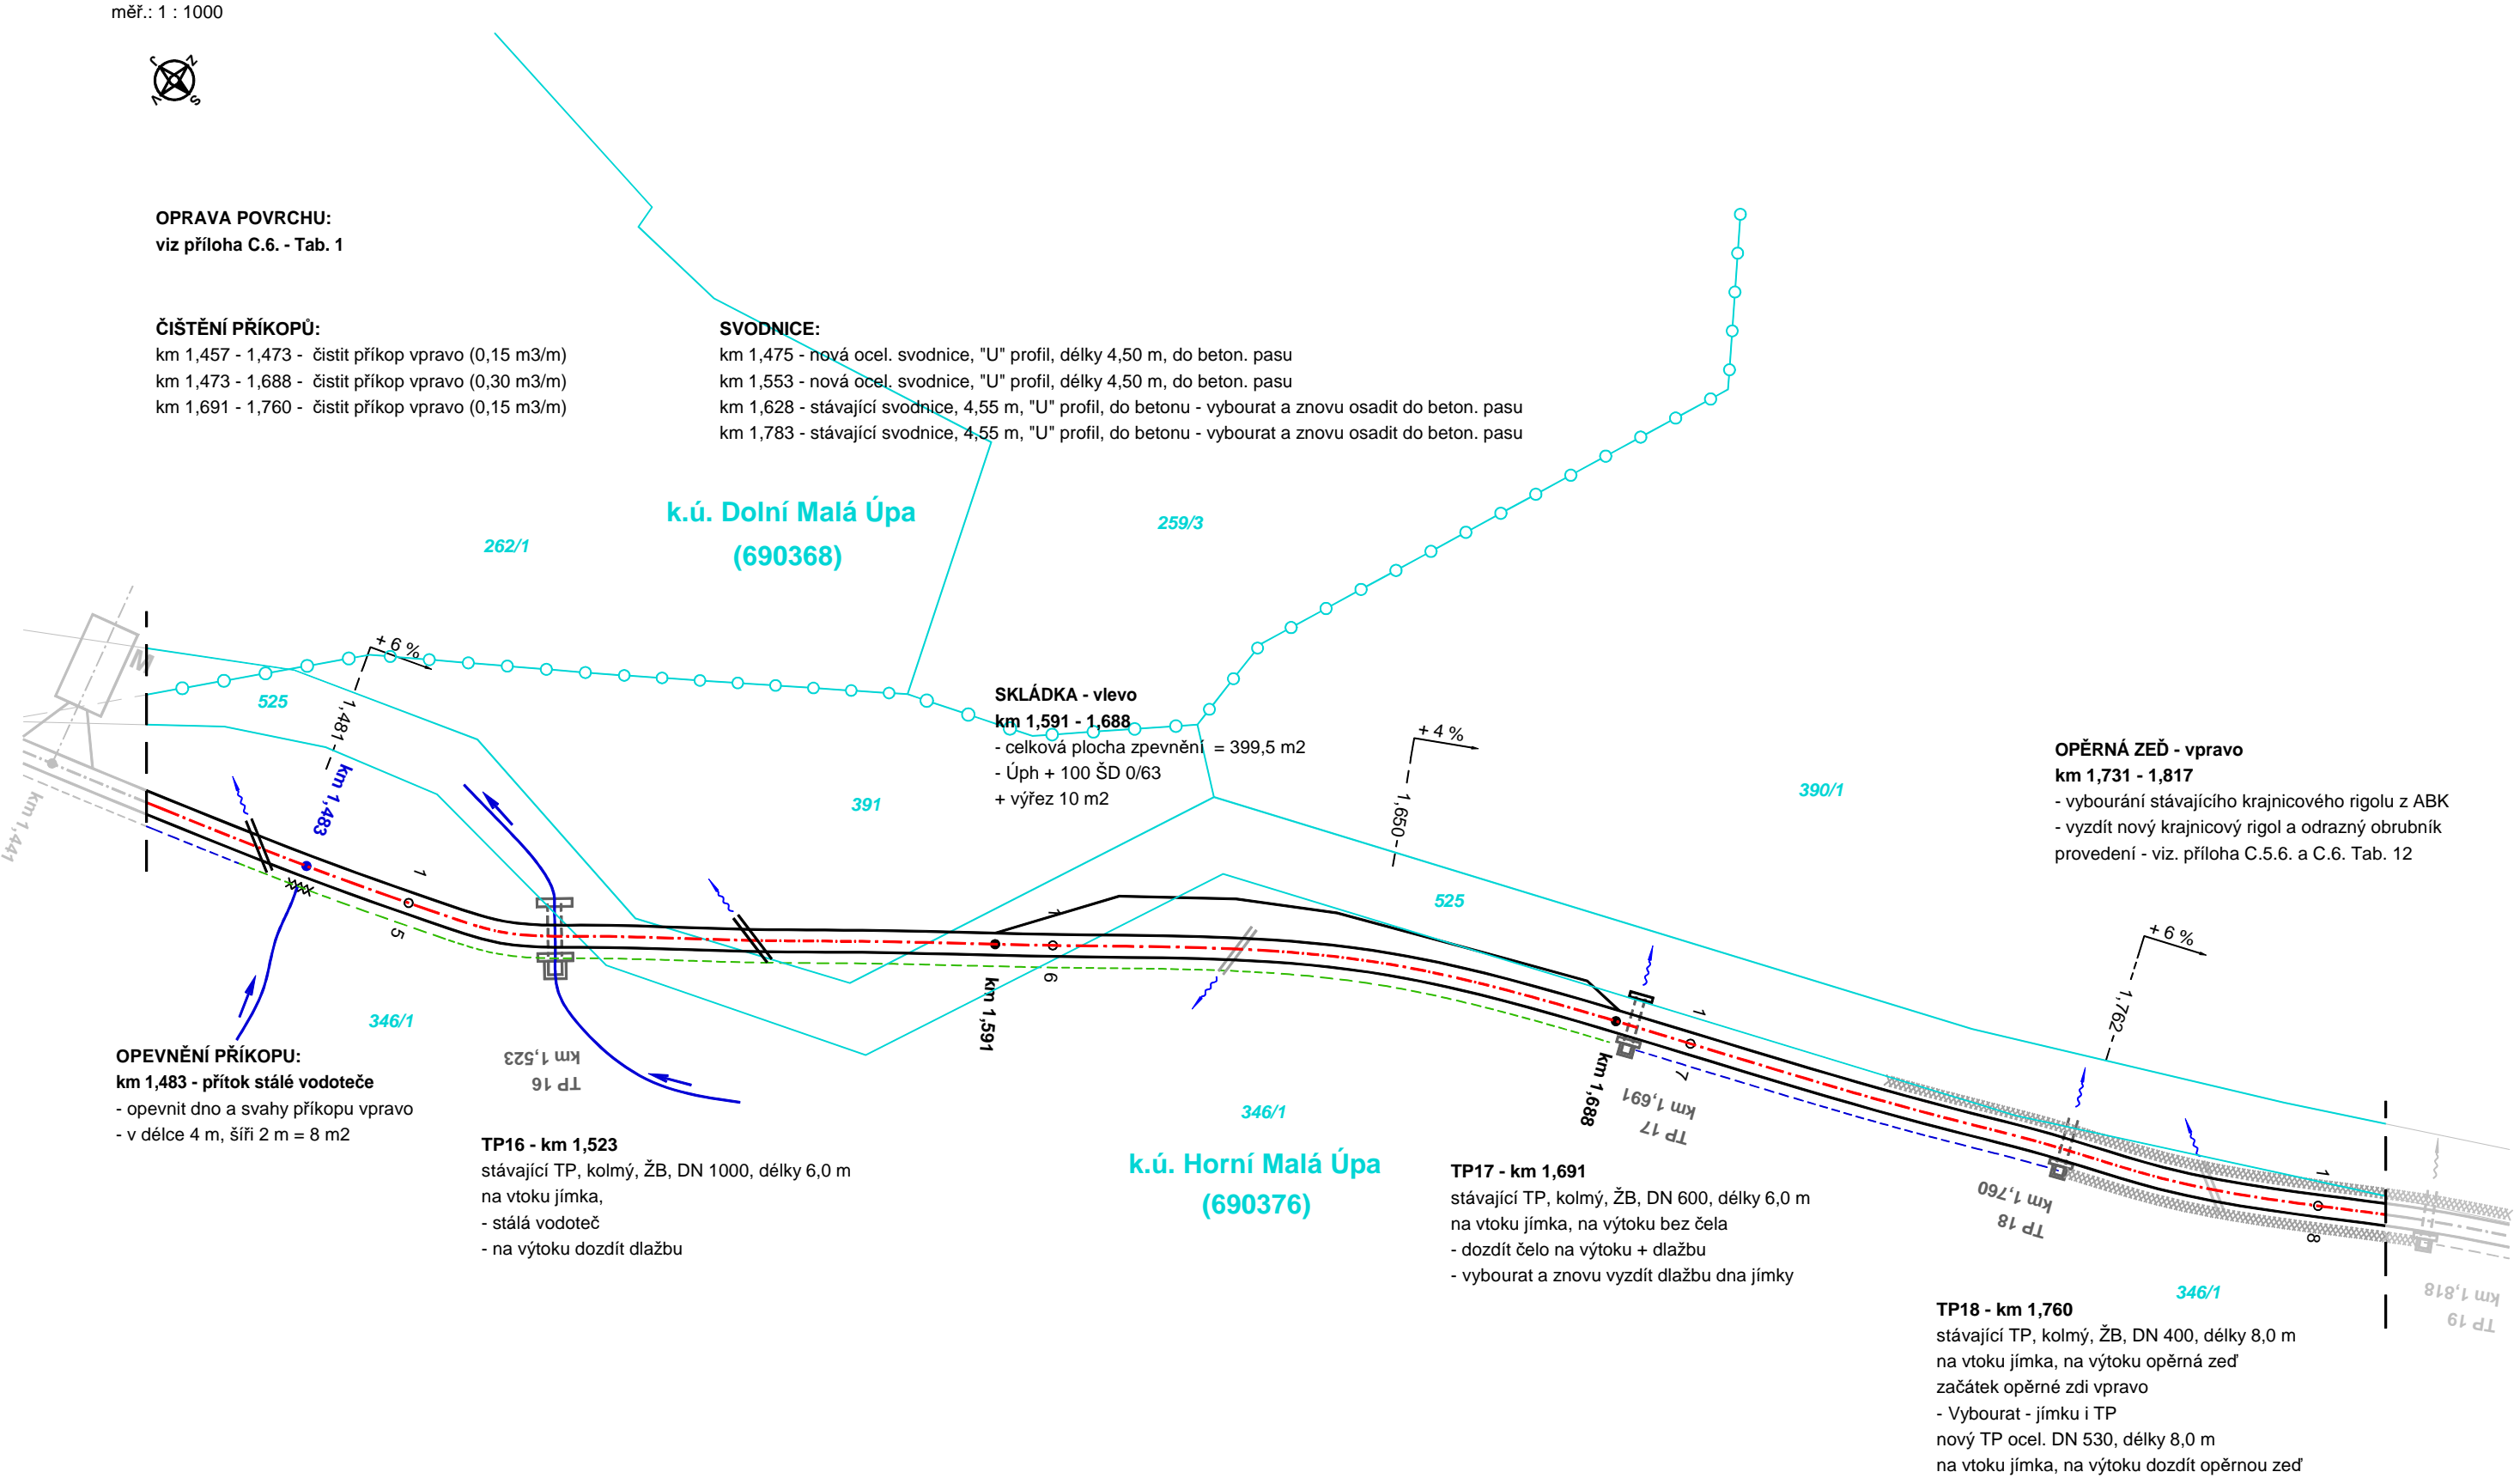 měř.: 1 : 1000
J
Z
V
S
OPRAVA POVRCHU:
viz příloha C.6. - Tab. 1
ČIŠTĚNÍ PŘÍKOPŮ:
km 1,457 - 1,473 - čistit příkop vpravo (0,15 m3/m)
km 1,473 - 1,688 - čistit příkop vpravo (0,30 m3/m)
km 1,691 - 1,760 - čistit příkop vpravo (0,15 m3/m)
SVODNICE:
km 1,475 - nová ocel. svodnice, "U" profil, délky 4,50 m, do beton. pasu
km 1,553 - nová ocel. svodnice, "U" profil, délky 4,50 m, do beton. pasu
km 1,628 - stávající svodnice, 4,55 m, "U" profil, do betonu - vybourat a znovu osadit do beton. pasu
km 1,783 - stávající svodnice, 4,55 m, "U" profil, do betonu - vybourat a znovu osadit do beton. pasu
k.ú. Dolní Malá Úpa
(690368)
262/1
259/3
+ 6 %
1,481
M
525
km 1,483
km 1,441
SKLÁDKA - vlevo
km 1,591 - 1,688
- celková plocha zpevnění = 399,5 m2
- Úph + 100 ŠD 0/63
+ výřez 10 m2
391
+ 4 %
1,650
390/1
OPĚRNÁ ZEĎ - vpravo
km 1,731 - 1,817
- vybourání stávajícího krajnicového rigolu z ABK
- vyzdít nový krajnicový rigol a odrazný obrubník
provedení - viz. příloha C.5.6. a C.6. Tab. 12
1
5
525
1
6
+ 6 %
1,762
346/1
km 1,591
OPEVNĚNÍ PŘÍKOPU:
km 1,483 - přítok stálé vodoteče
- opevnit dno a svahy příkopu vpravo
- v délce 4 m, šíři 2 m = 8 m2
TP 16
km 1,523
1
7
km 1,688
TP 17
km 1,691
346/1
k.ú. Horní Malá Úpa
(690376)
TP16 - km 1,523
stávající TP, kolmý, ŽB, DN 1000, délky 6,0 m
na vtoku jímka,
- stálá vodoteč
- na výtoku dozdít dlažbu
TP17 - km 1,691
stávající TP, kolmý, ŽB, DN 600, délky 6,0 m
na vtoku jímka, na výtoku bez čela
- dozdít čelo na výtoku + dlažbu
- vybourat a znovu vyzdít dlažbu dna jímky
TP 18
km 1,760
1
8
346/1
TP 19
km 1,818
TP18 - km 1,760
stávající TP, kolmý, ŽB, DN 400, délky 8,0 m
na vtoku jímka, na výtoku opěrná zeď
začátek opěrné zdi vpravo
- Vybourat - jímku i TP
nový TP ocel. DN 530, délky 8,0 m
na vtoku jímka, na výtoku dozdít opěrnou zeď